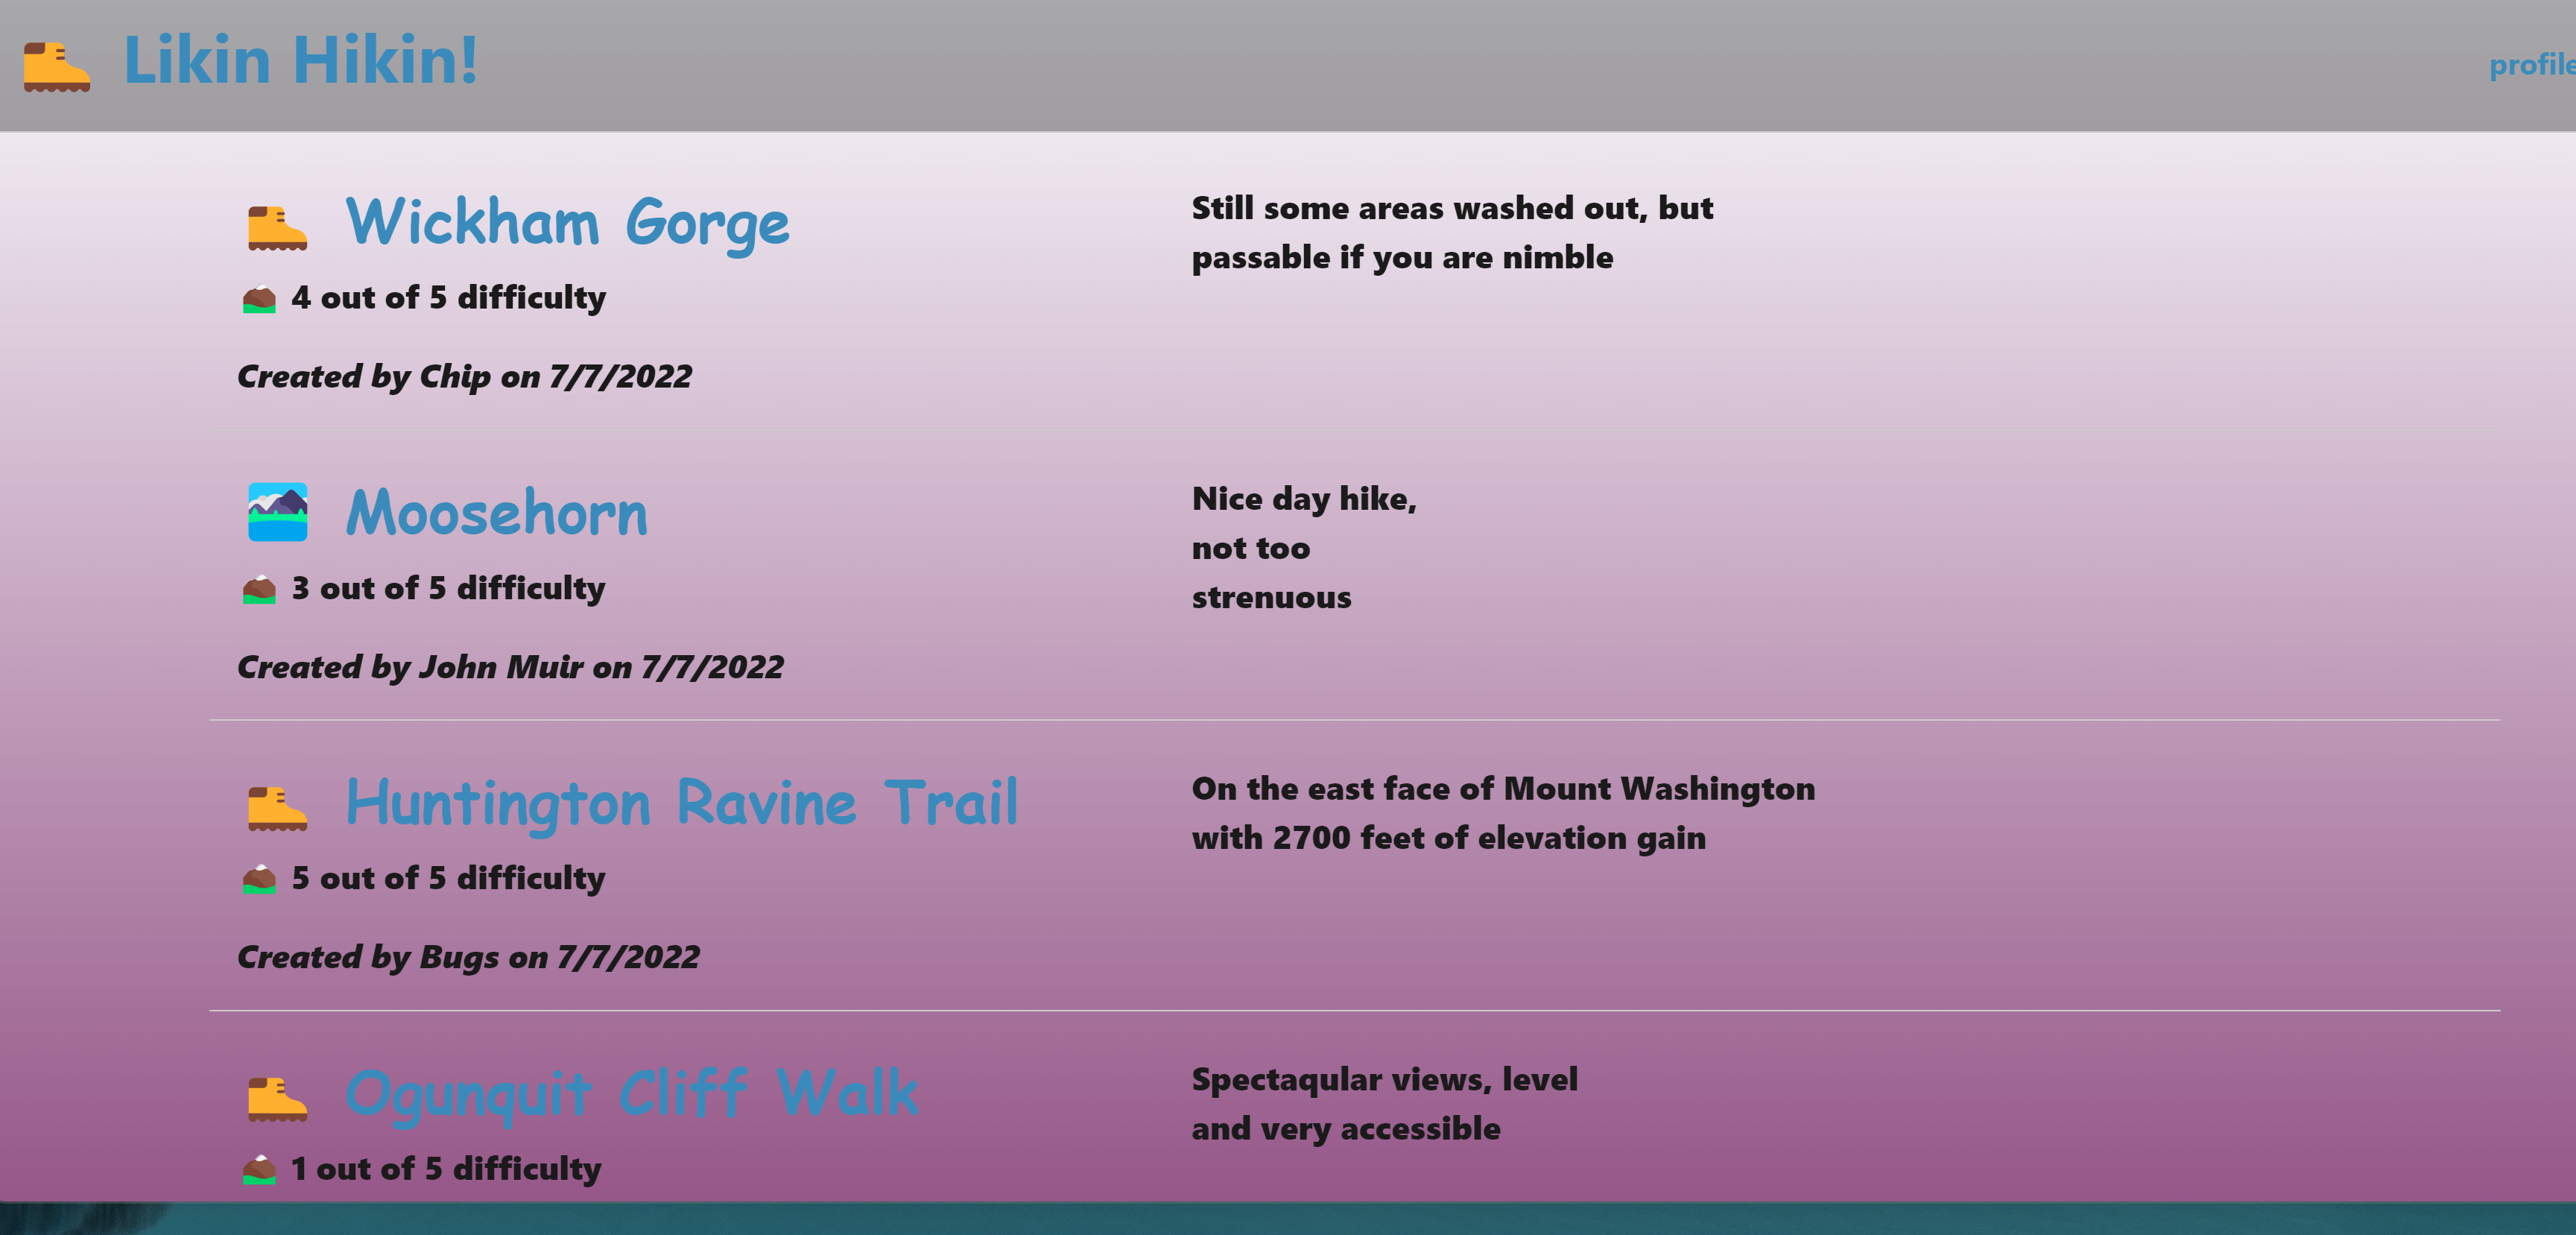 Likin Hikin!
profile
Wickham Gorge
4 out of 5 difficulty
Created by Chip on 7/7/2022
Still some areas washed out, but
passable if you are nimble
Moosehorn
3 out of 5 difficulty
Created by John Muir on 7/7/2022
Nice day hike,
not too
strenuous
Huntington Ravine Trail
5 out of 5 difficulty
Created by Bugs on 7/7/2022
On the east face of Mount Washington
with 2700 feet of elevation gain
Ogunquit Cliff Walk
1 out of 5 difficulty
Spectaqular views, level
and very accessible